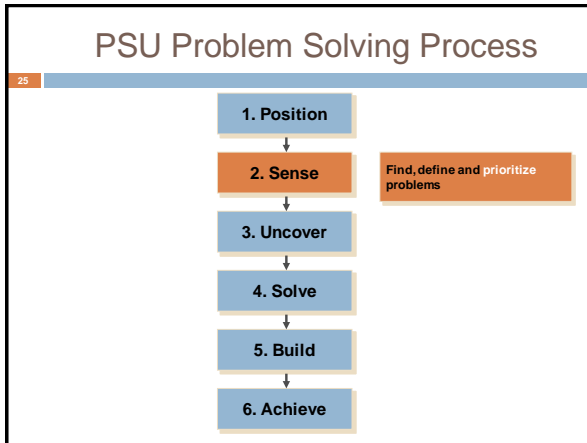 PSU Problem Solving Process
25
1. Position
2. Sense
Find, define and prioritize
problems
3. Uncover
4. Solve
5. Build
6. Achieve